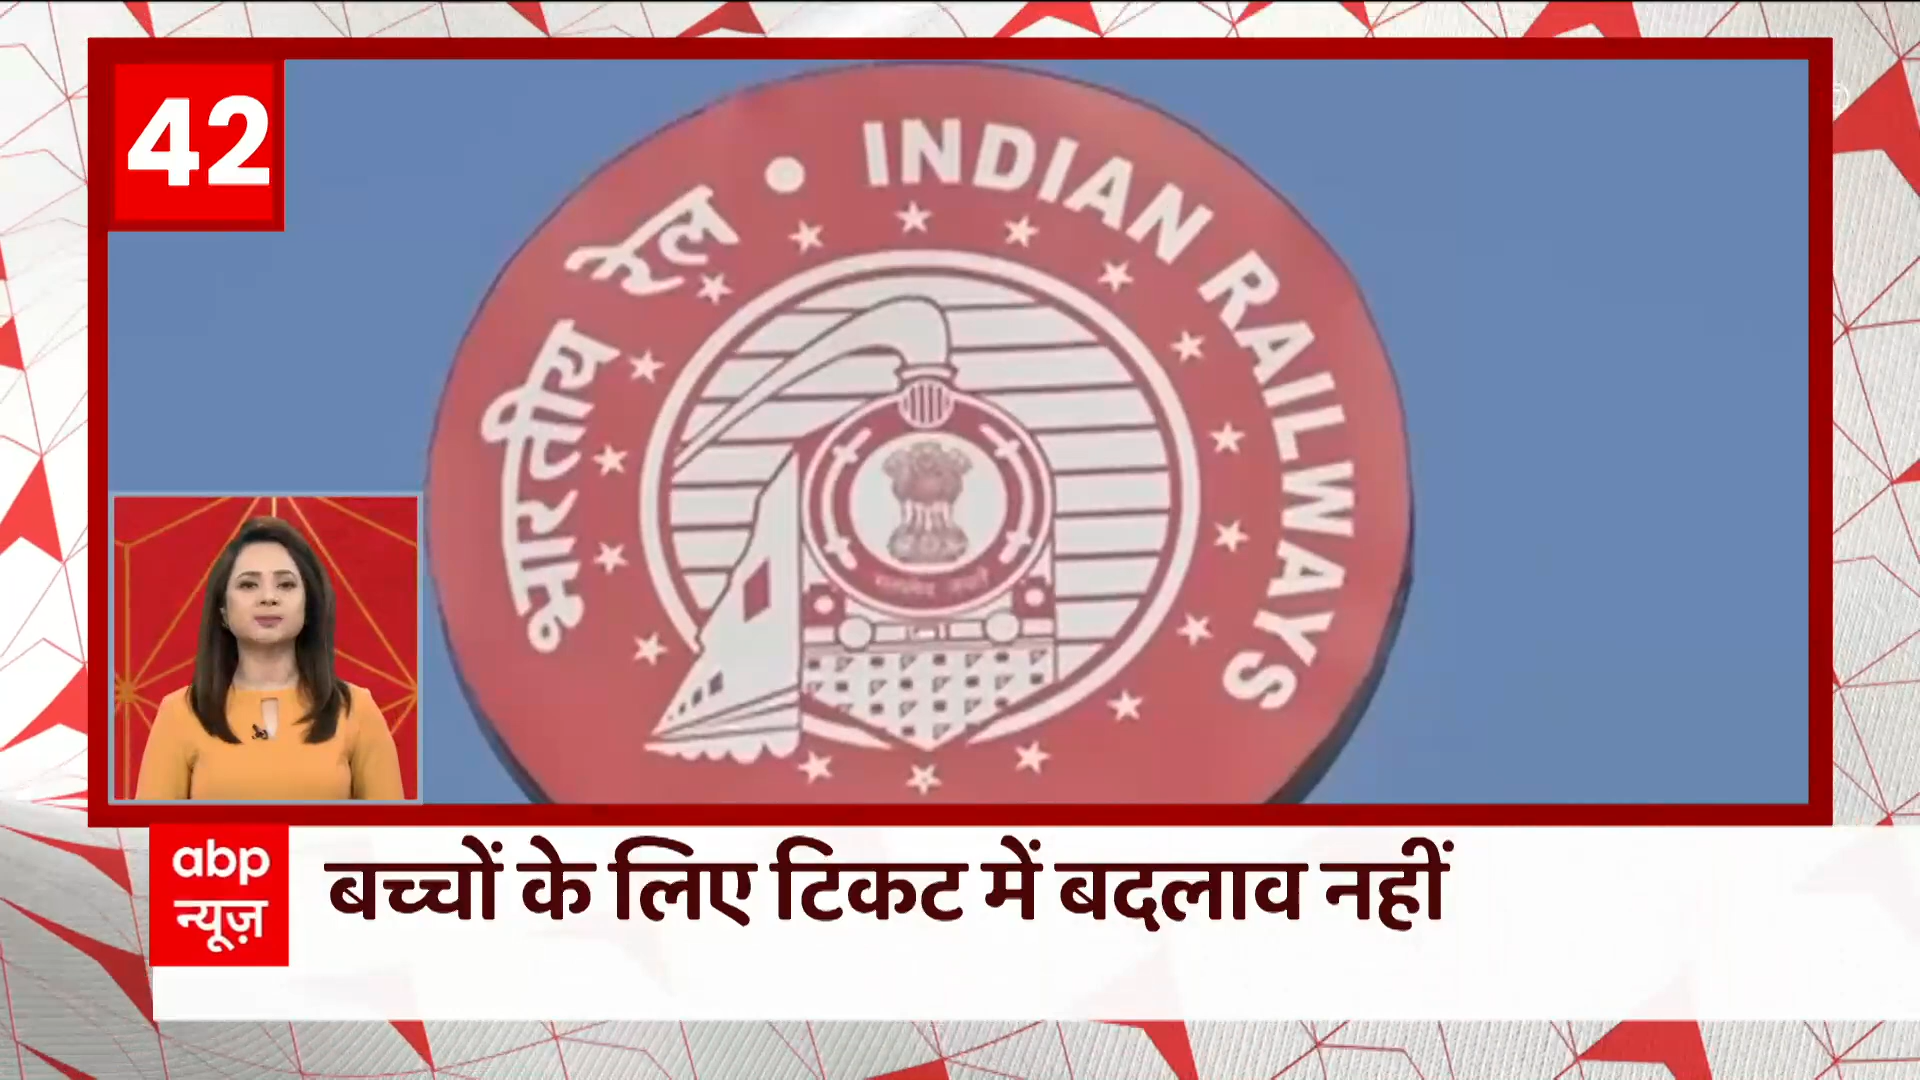 42
भारतीय रेल • INDIAN RAILWAYS
abp
न्यूज़
बच्चों के लिए टिकट में बदलाव नहीं